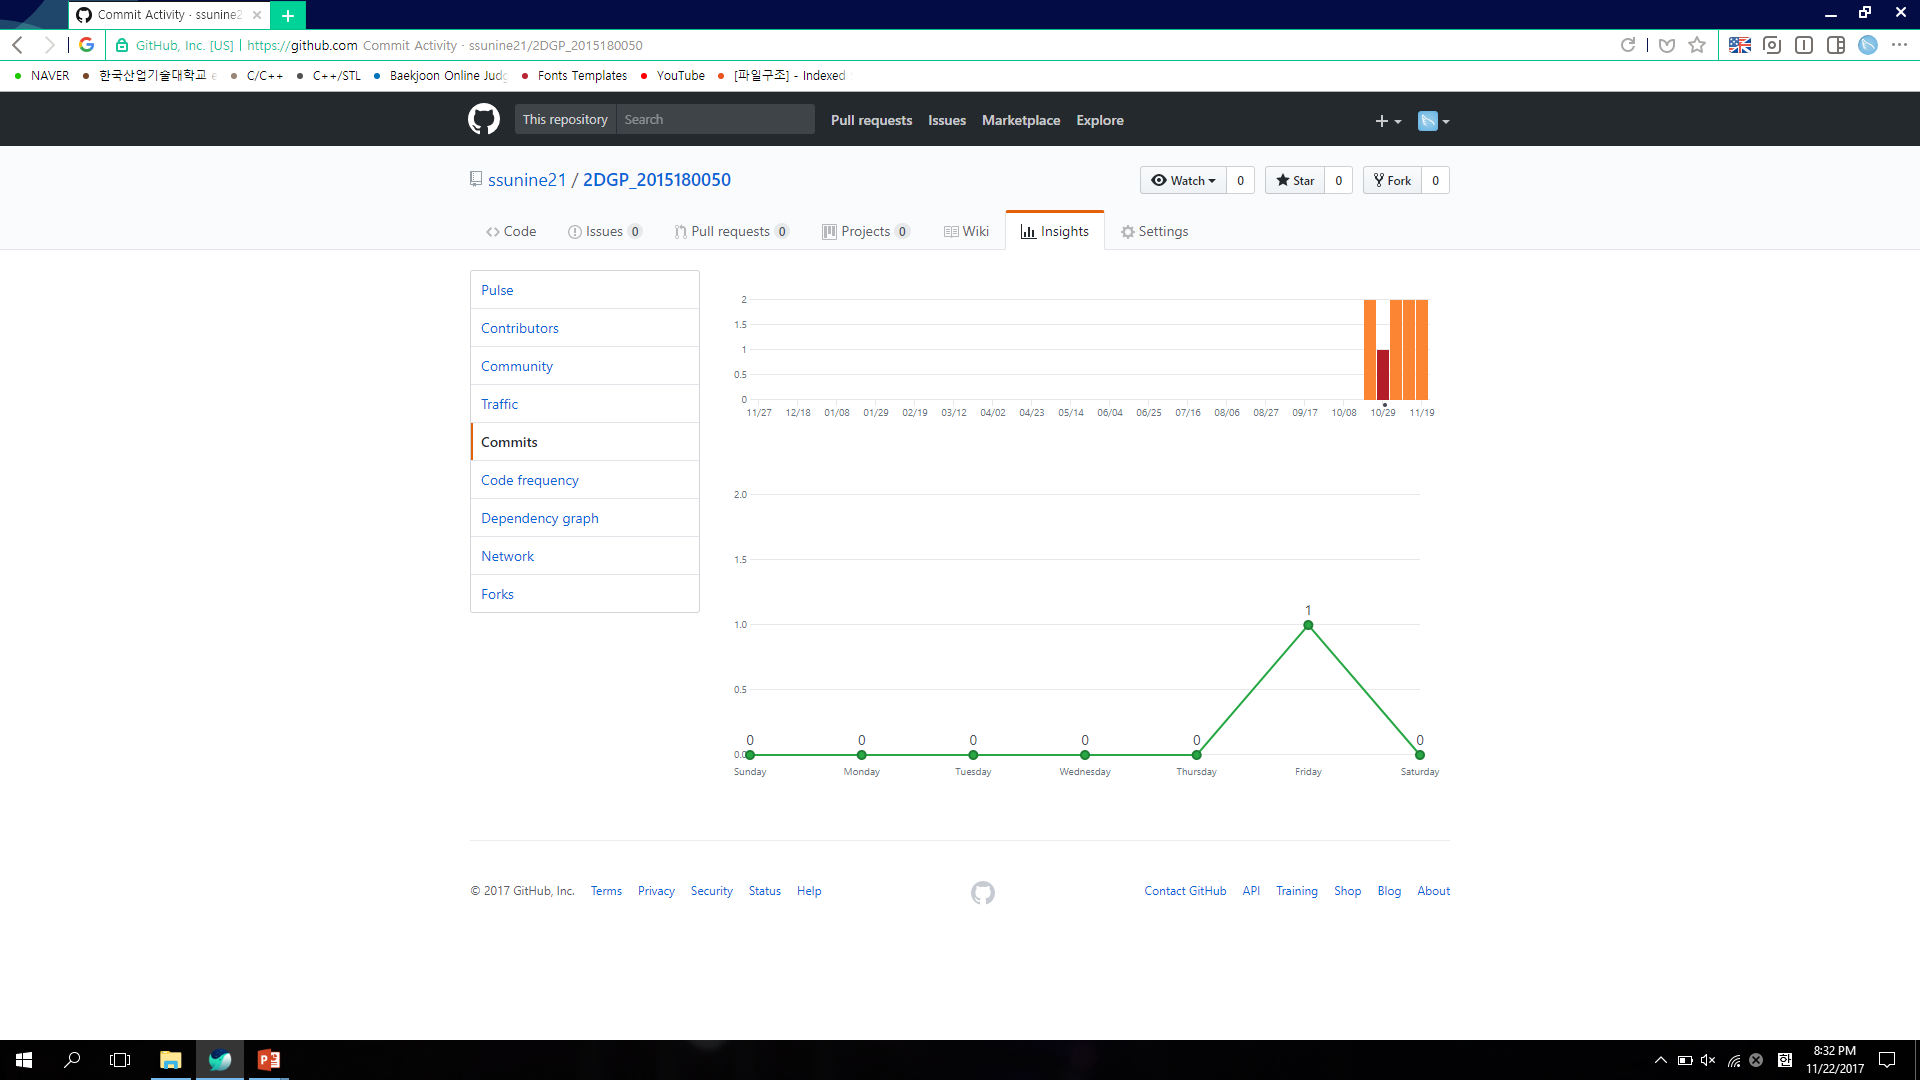 Commit Activity · ssunine2
GitHub, Inc. [US] | https://github.com Commit Activity · ssunine21/2DGP_2015180050
NAVER 한국산업기술대학교 e C/C++ C++/STL Baekjoon Online Judg Fonts Templates YouTube [파일구조] - Indexed
This repository Search Pull requests Issues Marketplace Explore
ssunine21 / 2DGP_2015180050 Watch 0 Star 0 Fork 0
Code Issues 0 Pull requests 0 Projects 0 Wiki Insights Settings
Pulse
Contributors
Community
Traffic
Commits
Code frequency
Dependency graph
Network
Forks
2
1.5
1
0.5
0
11/27 12/18 01/08 01/29 02/19 03/12 04/02 04/23 05/14 06/04 06/25 07/16 08/06 08/27 09/17 10/08 10/29 11/19
2.0
1.5
1
1.0
0.5
0 0 0 0 0 0
0.0
Sunday Monday Tuesday Wednesday Thursday Friday Saturday
© 2017 GitHub, Inc. Terms Privacy Security Status Help Contact GitHub API Training Shop Blog About
한 8:32 PM
11/22/2017